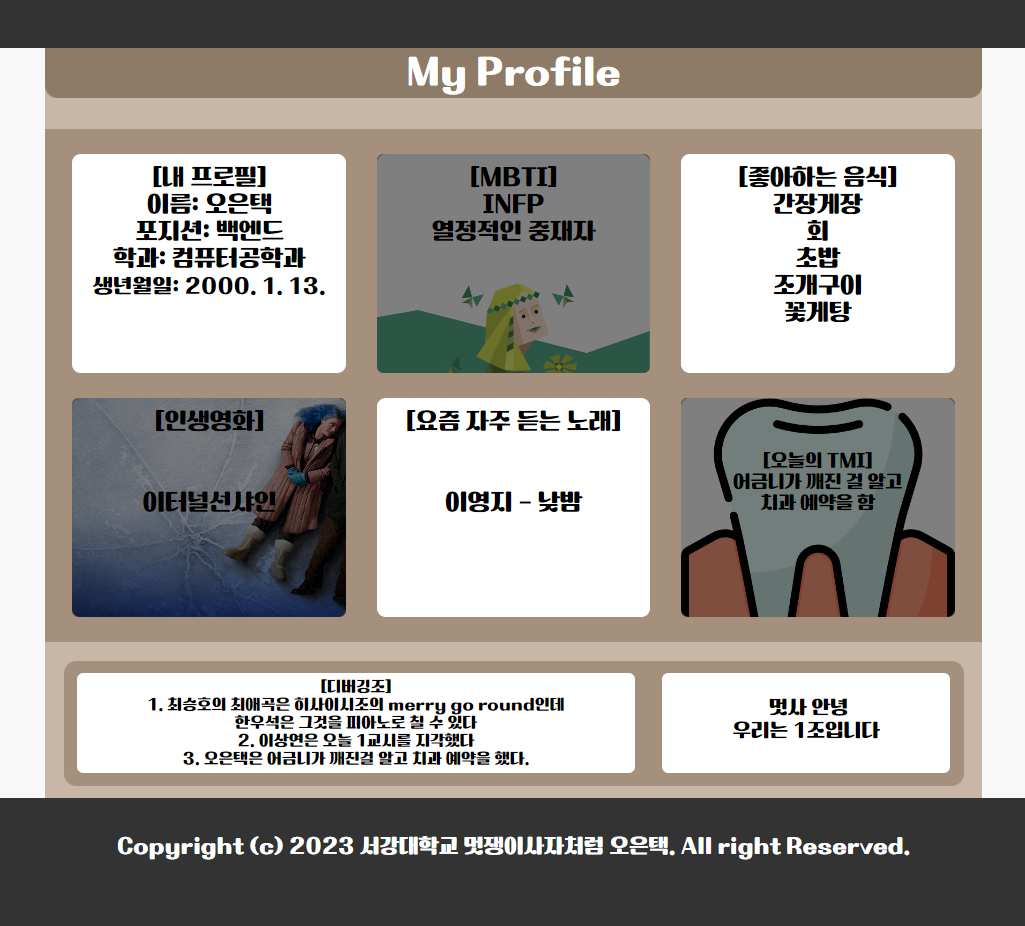 My Profile
[내 프로필]
이름: 오은택
포지션: 백엔드
학과: 컴퓨터공학과
생년월일: 2000. 1. 13.
[MBTI]
INFP
열정적인 중재자
[좋아하는 음식]
간장게장
회
초밥
조개구이
꽃게탕
[인생영화]
이터널선샤인
[요즘 자주 듣는 노래]
이영지 - 낮밤
[오늘의 TMI]
어금니가 깨진 걸 알고
치과 예약을 함
[디버깅조]
1. 최승호의 최애곡은 히사이시조의 merry go round인데
한우석은 그것을 피아노로 칠 수 있다
2. 이상연은 오늘 1교시를 지각했다
3. 오은택은 어금니가 깨진걸 알고 치과 예약을 했다.
멋사 안녕
우리는 1조입니다
Copyright (c) 2023 서강대학교 멋쟁이사자처럼 오은택. All right Reserved.